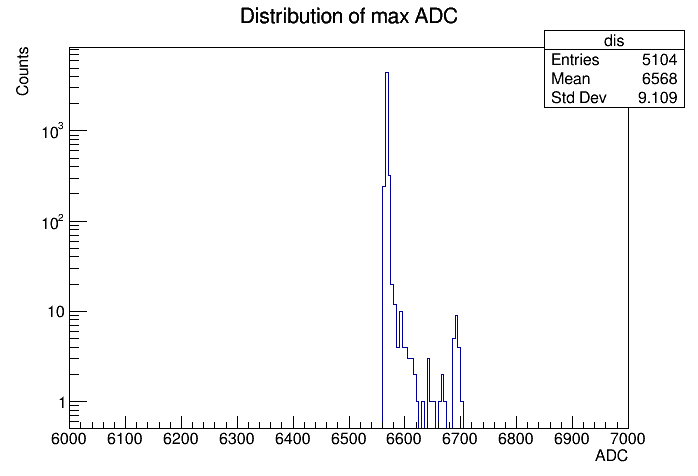 Distribution of max ADC
dis
Entries 5104
Mean 6568
Std Dev 9.109
Counts
10³
10²
10
1
6000 6100 6200 6300 6400 6500 6600 6700 6800 6900 7000
ADC